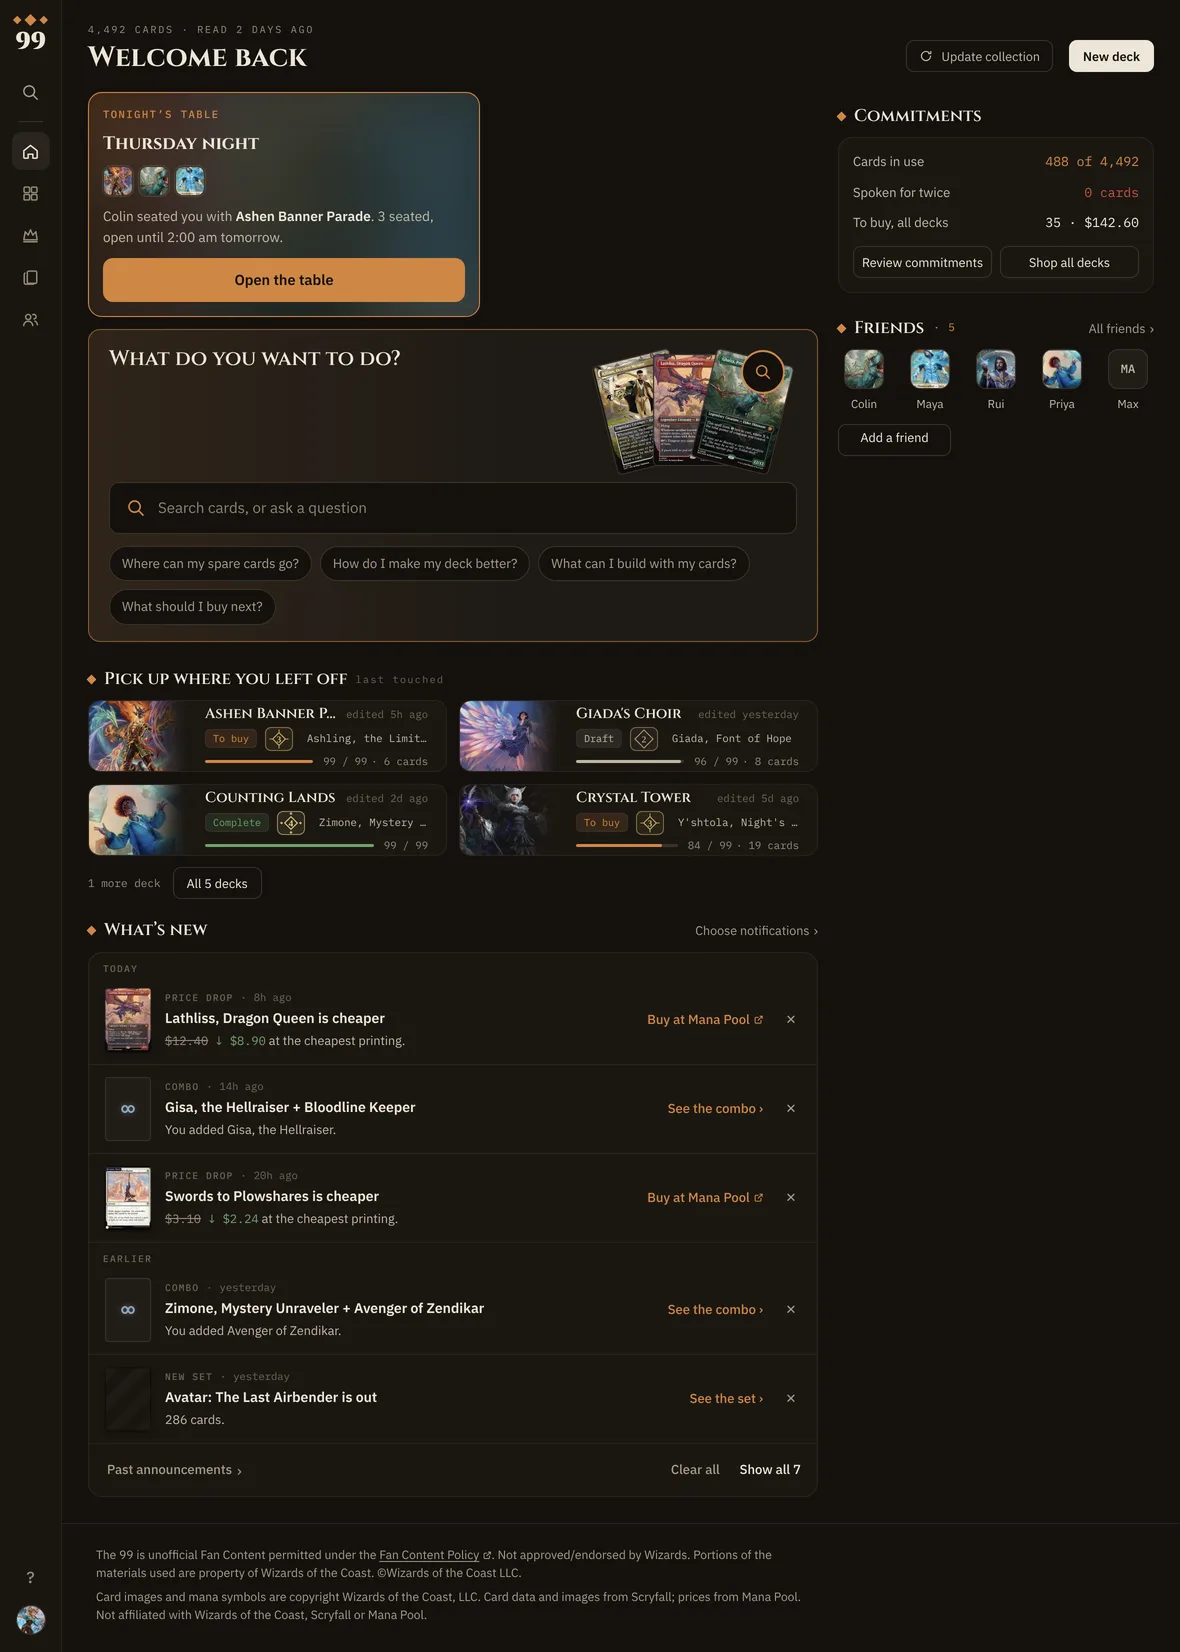 99
4,492 CARDS · READ 2 DAYS AGO
Welcome back
Update collection
New deck
TONIGHT'S TABLE
Thursday night
Colin seated you with Ashen Banner Parade. 3 seated,
open until 2:00 am tomorrow.
Open the table
Commitments
Cards in use 488 of 4,492
Spoken for twice 0 cards
To buy, all decks 35 · $142.60
Review commitments
Shop all decks
Friends · 5
All friends ›
Colin
Maya
Rui
Priya
MA
Max
Add a friend
What do you want to do?
Lathliss, Dragon Queen
Search cards, or ask a question
Where can my spare cards go?
How do I make my deck better?
What can I build with my cards?
What should I buy next?
Pick up where you left off last touched
Ashen Banner P… edited 5h ago
To buy 3 Ashling, the Limit…
99 / 99 · 6 cards
Giada's Choir edited yesterday
Draft 2 Giada, Font of Hope
96 / 99 · 8 cards
Counting Lands edited 2d ago
Complete 4 Zimone, Mystery …
99 / 99
Crystal Tower edited 5d ago
To buy 3 Y'shtola, Night's …
84 / 99 · 19 cards
1 more deck
All 5 decks
What's new
Choose notifications ›
TODAY
PRICE DROP · 8h ago
Lathliss, Dragon Queen is cheaper
$12.40 ↓ $8.90 at the cheapest printing.
Buy at Mana Pool
COMBO · 14h ago
Gisa, the Hellraiser + Bloodline Keeper
You added Gisa, the Hellraiser.
See the combo ›
PRICE DROP · 20h ago
Swords to Plowshares is cheaper
$3.10 ↓ $2.24 at the cheapest printing.
Buy at Mana Pool
EARLIER
COMBO · yesterday
Zimone, Mystery Unraveler + Avenger of Zendikar
You added Avenger of Zendikar.
See the combo ›
NEW SET · yesterday
Avatar: The Last Airbender is out
286 cards.
See the set ›
Past announcements ›
Clear all
Show all 7
The 99 is unofficial Fan Content permitted under the Fan Content Policy. Not approved/endorsed by Wizards. Portions of the
materials used are property of Wizards of the Coast. ©Wizards of the Coast LLC.
Card images and mana symbols are copyright Wizards of the Coast, LLC. Card data and images from Scryfall; prices from Mana Pool.
Not affiliated with Wizards of the Coast, Scryfall or Mana Pool.
?